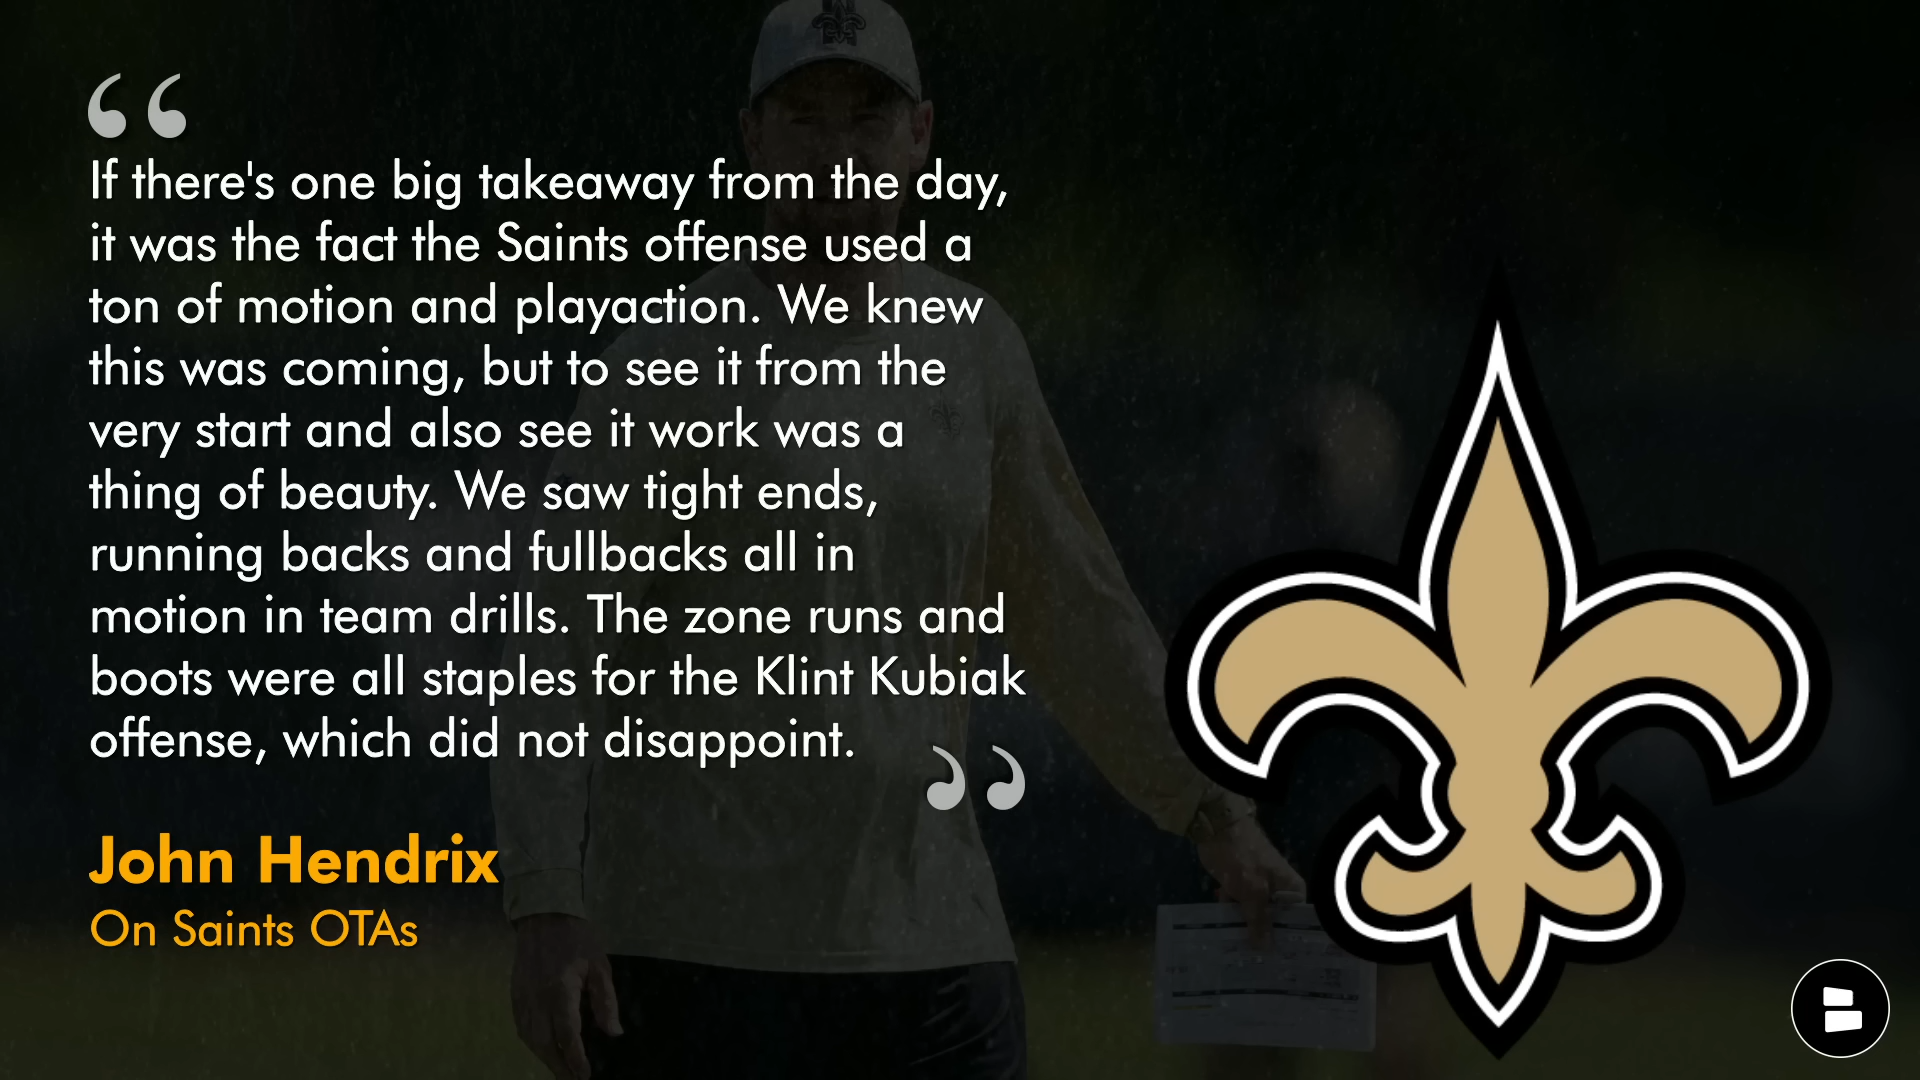 “
If there's one big takeaway from the day,
it was the fact the Saints offense used a
ton of motion and playaction. We knew
this was coming, but to see it from the
very start and also see it work was a
thing of beauty. We saw tight ends,
running backs and fullbacks all in
motion in team drills. The zone runs and
boots were all staples for the Klint Kubiak
offense, which did not disappoint.
”
John Hendrix
On Saints OTAs